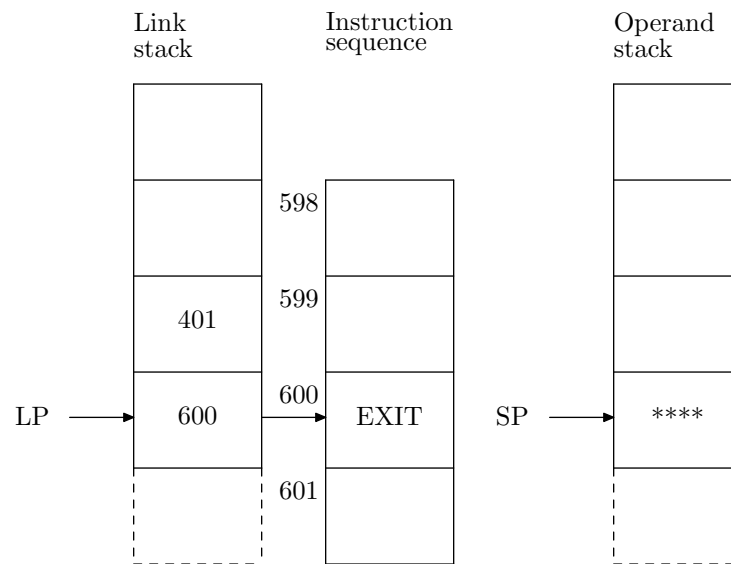 Link
stack
Instruction
sequence
Operand
stack
598
599
401
600
LP
600
EXIT
SP
****
601